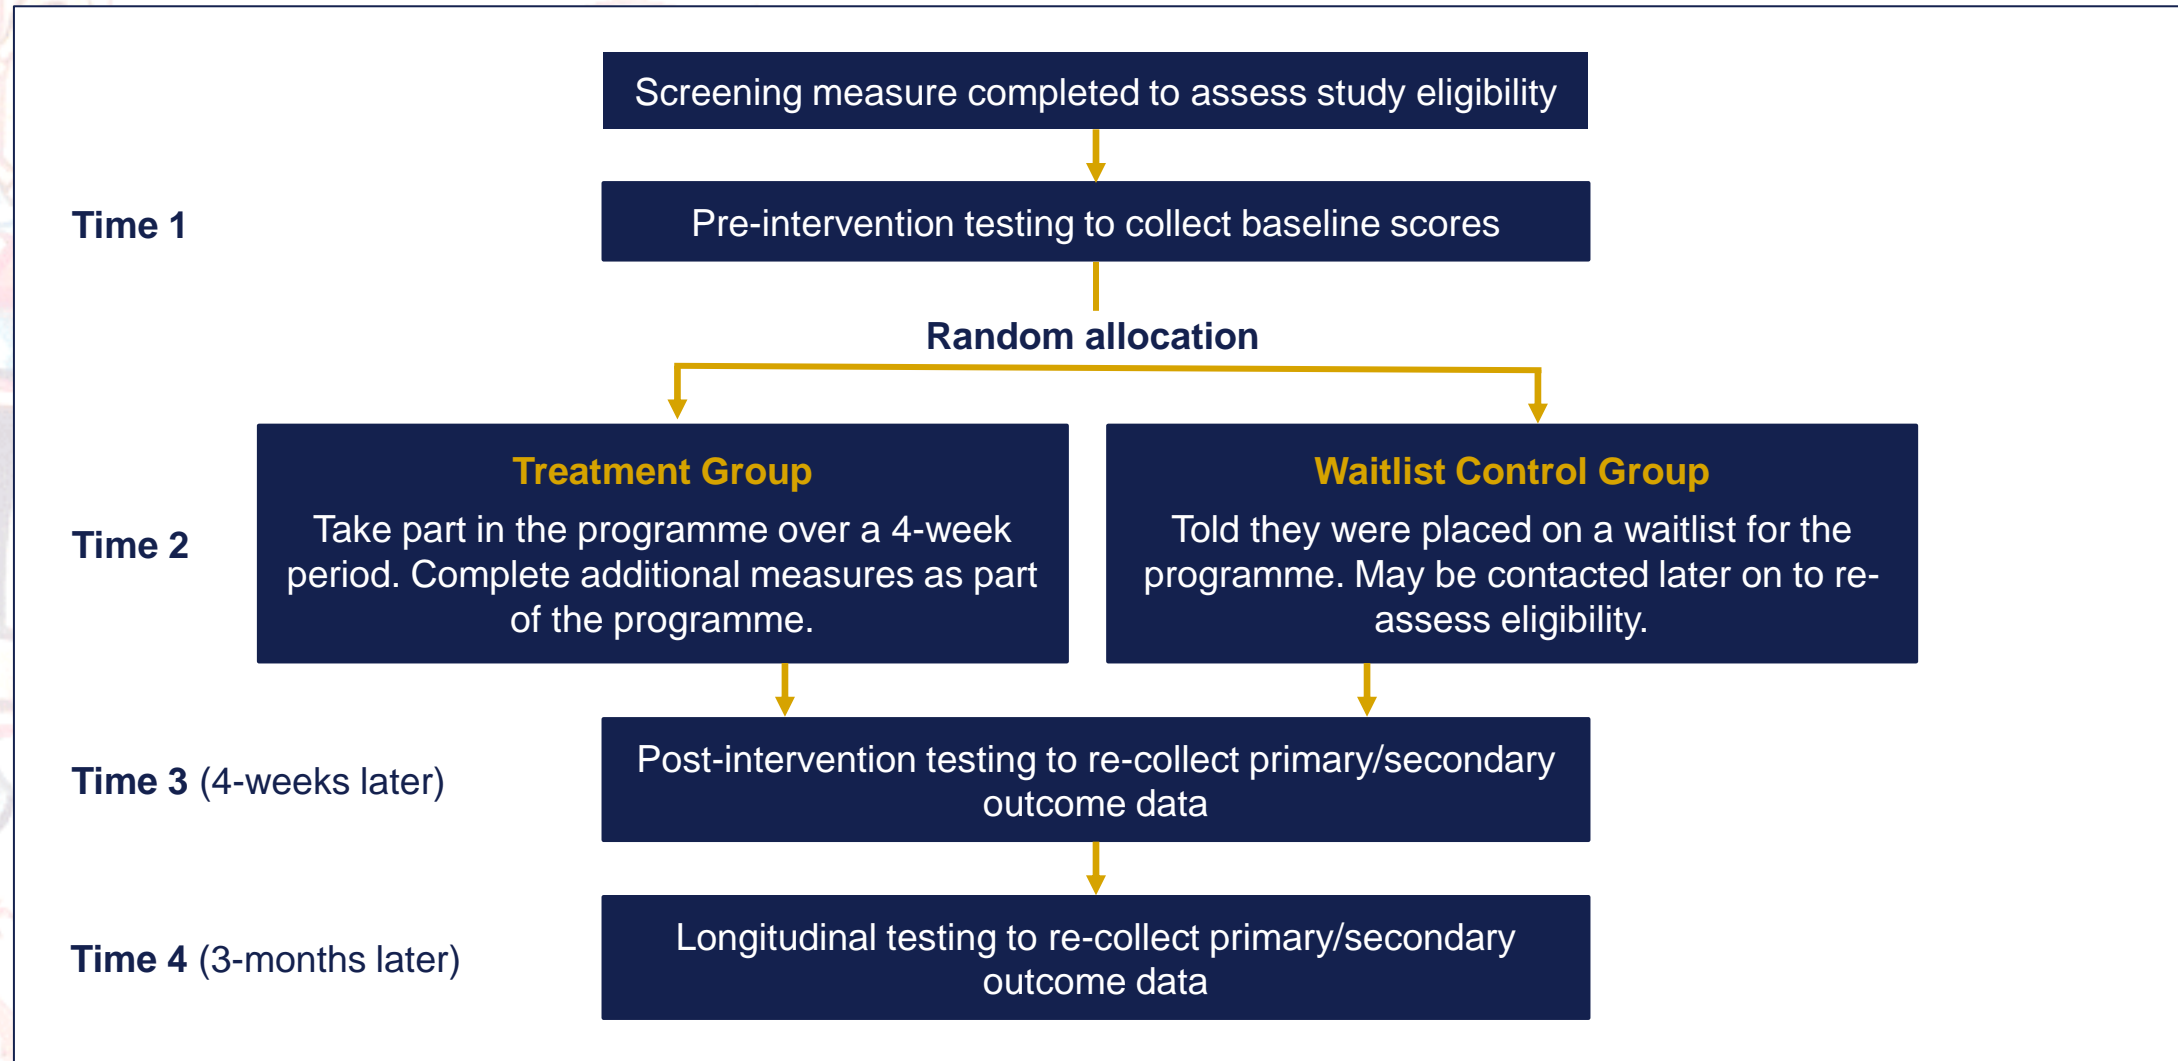 Screening measure completed to assess study eligibility
Time 1
Pre-intervention testing to collect baseline scores
Random allocation
Treatment Group
Take part in the programme over a 4-week
period. Complete additional measures as part
of the programme.
Waitlist Control Group
Told they were placed on a waitlist for the
programme. May be contacted later on to re-
assess eligibility.
Time 2
Time 3 (4-weeks later)
Post-intervention testing to re-collect primary/secondary
outcome data
Time 4 (3-months later)
Longitudinal testing to re-collect primary/secondary
outcome data